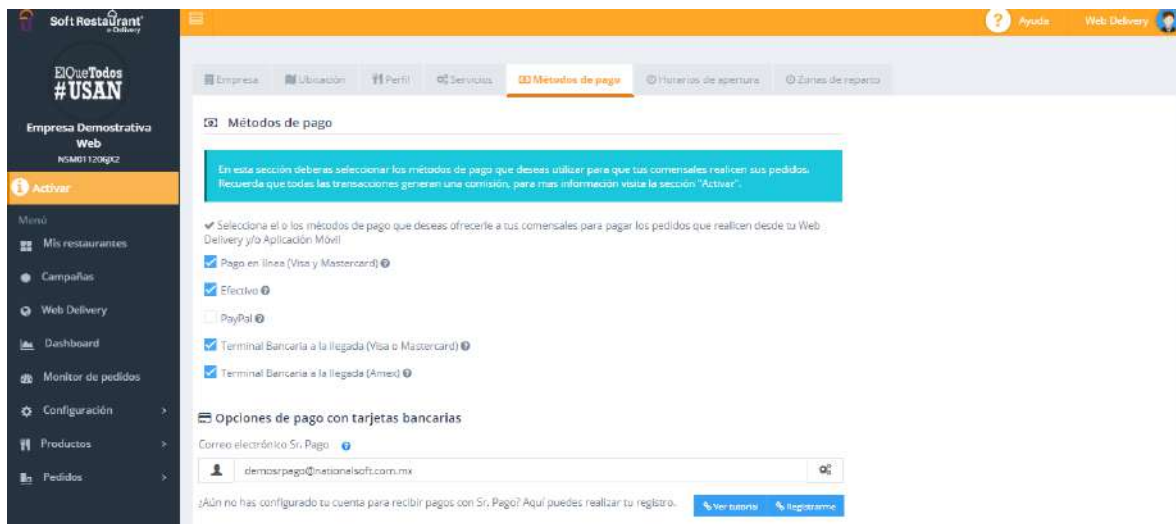 Soft Restaurant®
e-Delivery
Ayuda
Web Delivery
ElQueTodos
#USAN
Empresa Demostrativa
Web
NSM011206JX2
Activar
Menú
Mis restaurantes
Campañas
Web Delivery
Dashboard
Monitor de pedidos
Configuración
Productos
Pedidos
Empresa
Ubicación
Perfil
Servicios
Métodos de pago
Horarios de apertura
Zonas de reparto
Métodos de pago
En esta sección deberas seleccionar los métodos de pago que deseas utilizar para que tus comensales realicen sus pedidos.
Recuerda que todas las transacciones generan una comisión, para mas información visita la sección "Activar".
Selecciona el o los métodos de pago que deseas ofrecerle a tus comensales para pagar los pedidos que realicen desde tu Web
Delivery y/o Aplicación Móvil
Pago en línea (Visa y Mastercard)
Efectivo
PayPal
Terminal Bancaria a la llegada (Visa o Mastercard)
Terminal Bancaria a la llegada (Amex)
Opciones de pago con tarjetas bancarias
Correo electrónico Sr. Pago
demosrpago@nationalsoft.com.mx
¿Aún no has configurado tu cuenta para recibir pagos con Sr. Pago? Aquí puedes realizar tu registro.
Ver tutorial
Registrarme